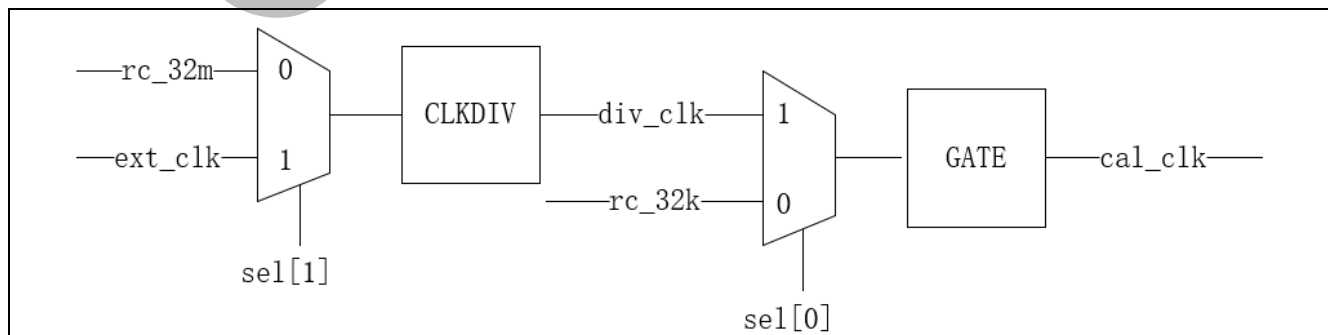 rc_32m
0
CLKDIV
div_clk
1
GATE
cal_clk
ext_clk
1
rc_32k
0
sel[1]
sel[0]